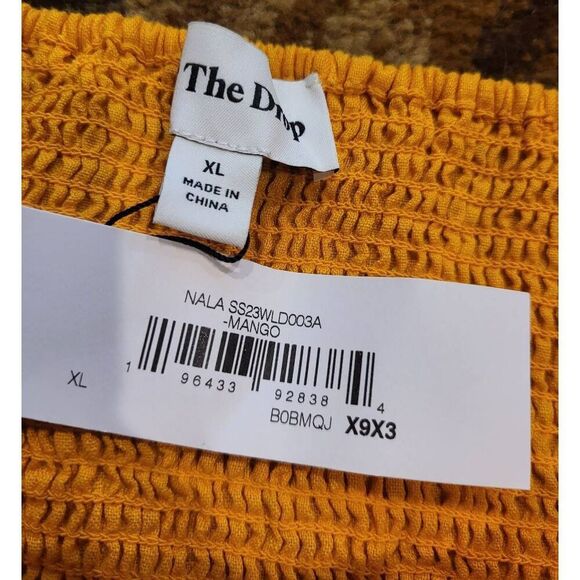 The Drop
XL
MADE IN
CHINA
NALA SS23WLD003A
-MANGO
XL
1 96433 92838 4
B0BMQJ X9X3